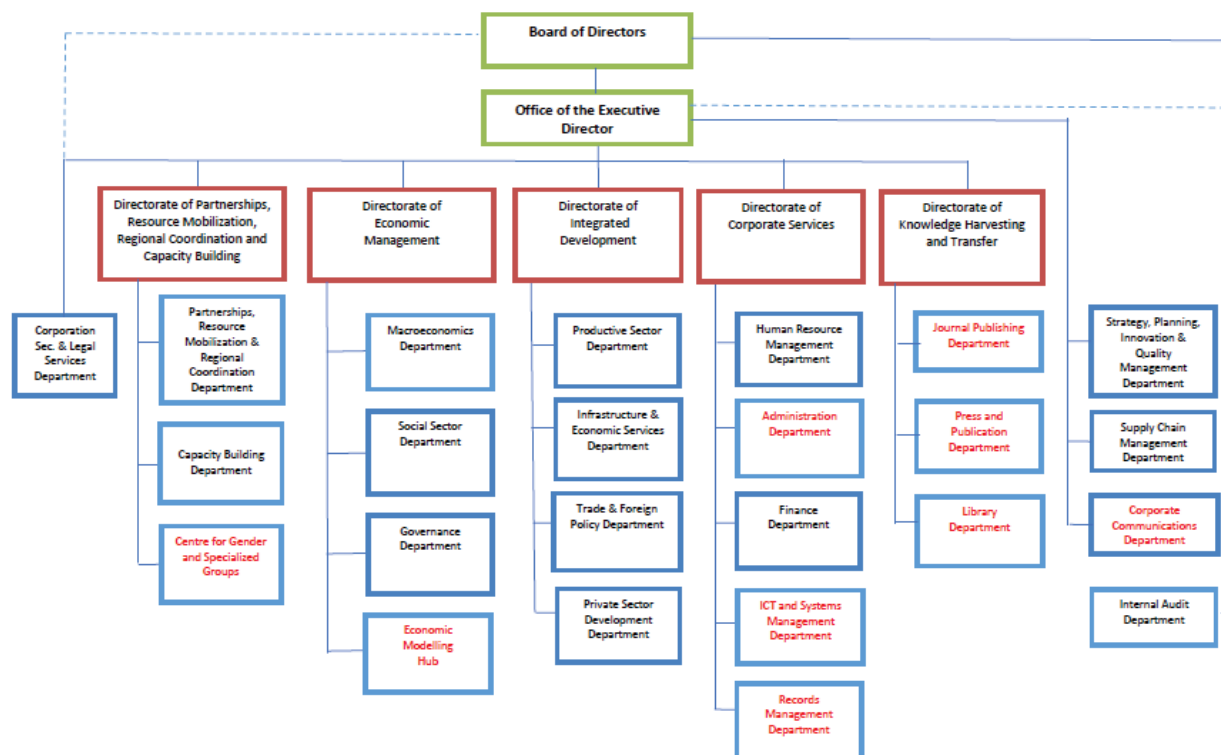 Board of Directors
Office of the Executive
Director
Directorate of Partnerships,
Resource Mobilization,
Regional Coordination and
Capacity Building
Directorate of
Economic
Management
Directorate of
Integrated
Development
Directorate of
Corporate Services
Directorate of
Knowledge Harvesting
and Transfer
Corporation
Sec. & Legal
Services
Department
Partnerships,
Resource
Mobilization &
Regional
Coordination
Department
Capacity Building
Department
Centre for Gender
and Specialized
Groups
Macroeconomics
Department
Social Sector
Department
Governance
Department
Economic
Modelling
Hub
Productive Sector
Department
Infrastructure &
Economic Services
Department
Trade & Foreign
Policy Department
Private Sector
Development
Department
Human Resource
Management
Department
Administration
Department
Finance
Department
ICT and Systems
Management
Department
Records
Management
Department
Journal Publishing
Department
Press and
Publication
Department
Library
Department
Strategy, Planning,
Innovation &
Quality
Management
Department
Supply Chain
Management
Department
Corporate
Communications
Department
Internal Audit
Department